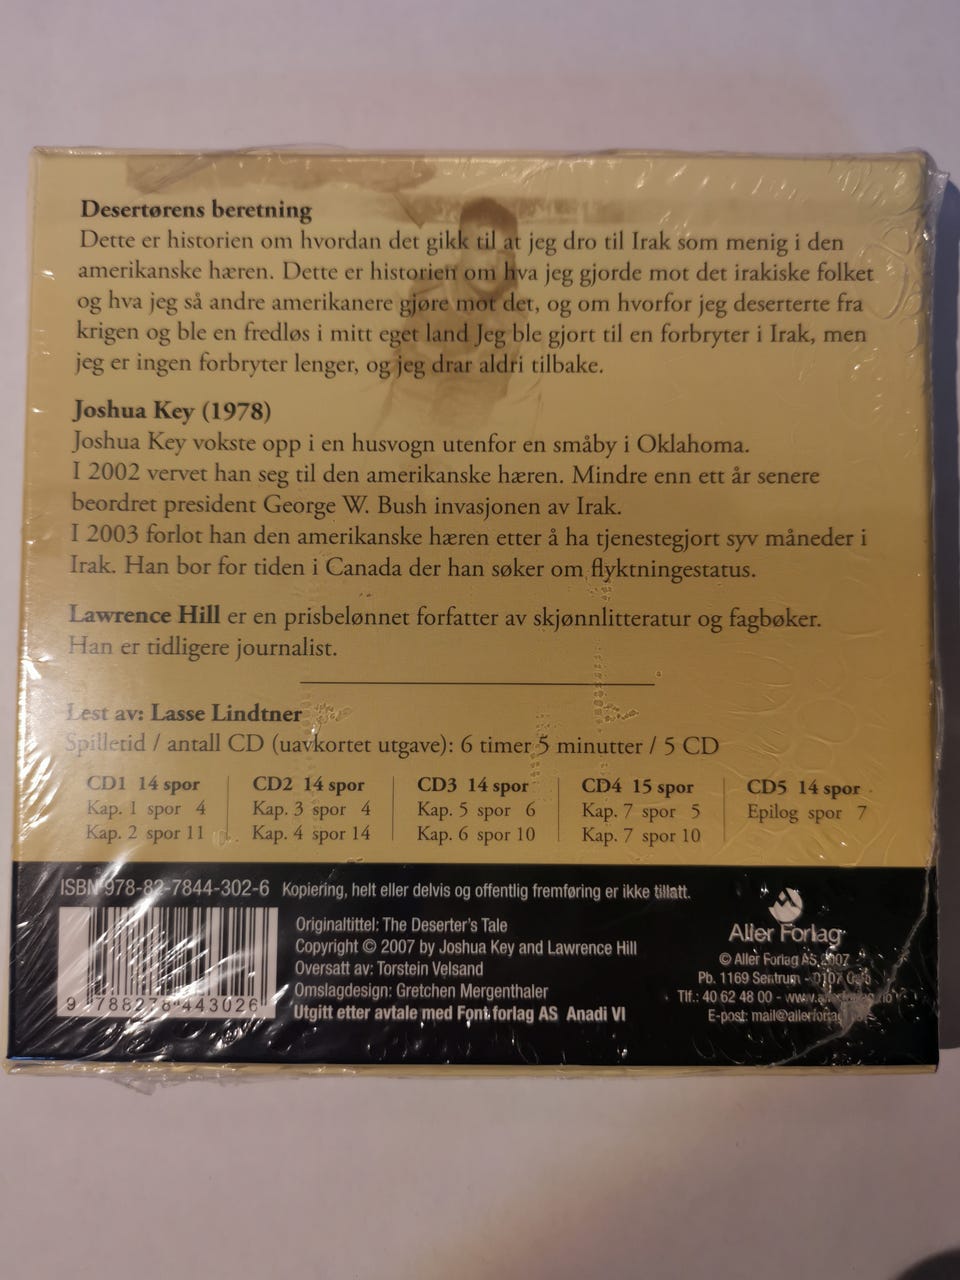 Desertørens beretning
Dette er historien om hvordan det gikk til at jeg dro til Irak som menig i den
amerikanske hæren. Dette er historien om hva jeg gjorde mot det irakiske folket
og hva jeg så andre amerikanere gjøre mot det, og om hvorfor jeg deserterte fra
krigen og ble en fredløs i mitt eget land Jeg ble gjort til en forbryter i Irak, men
jeg er ingen forbryter lenger, og jeg drar aldri tilbake.
Joshua Key (1978)
Joshua Key vokste opp i en husvogn utenfor en småby i Oklahoma.
I 2002 vervet han seg til den amerikanske hæren. Mindre enn ett år senere
beordret president George W. Bush invasjonen av Irak.
I 2003 forlot han den amerikanske hæren etter å ha tjenestegjort syv måneder i
Irak. Han bor for tiden i Canada der han søker om flyktningestatus.
Lawrence Hill er en prisbelønnet forfatter av skjønnlitteratur og fagbøker.
Han er tidligere journalist.
Lest av: Lasse Lindtner
Spilletid / antall CD (uavkortet utgave): 6 timer 5 minutter / 5 CD
CD1 14 spor
Kap. 1 spor 4
Kap. 2 spor 11
CD2 14 spor
Kap. 3 spor 4
Kap. 4 spor 14
CD3 14 spor
Kap. 5 spor 6
Kap. 6 spor 10
CD4 15 spor
Kap. 7 spor 5
Kap. 7 spor 10
CD5 14 spor
Epilog spor 7
ISBN 978-82-7844-302-6 Kopiering, helt eller delvis og offentlig fremføring er ikke tillatt.
9 788278 443026
Originaltittel: The Deserter's Tale
Copyright © 2007 by Joshua Key and Lawrence Hill
Oversatt av: Torstein Velsand
Omslagdesign: Gretchen Mergenthaler
Utgitt etter avtale med Font forlag AS Anadi VI
Aller Forlag
© Aller Forlag AS 2007
Pb. 1169 Sentrum - 0107 Oslo
Tlf.: 40 62 48 00 -
E-post: